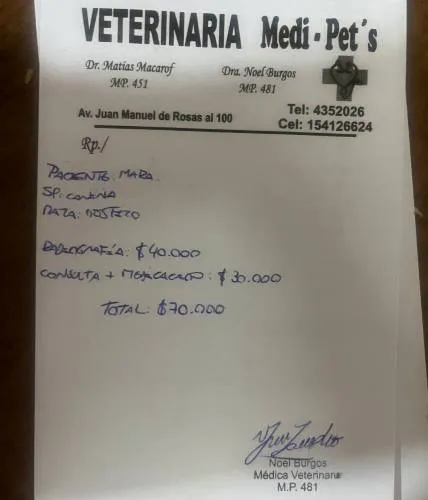 VETERINARIA Medi-Pet´s
Dr. Matías Macarof
MP. 451
Dra. Noel Burgos
MP. 481
Av. Juan Manuel de Rosas al 100
Tel: 4352026
Cel: 154126624
Rp./
PACIENTE: MARA.
SP: CANINA
RAZA: MESTIZO
RADIOGRAFÍA: $40.000
CONSULTA + MEDICACIÓN: $30.000
TOTAL: $70.000
Noel Burgos
Médica Veterinaria
M.P. 481